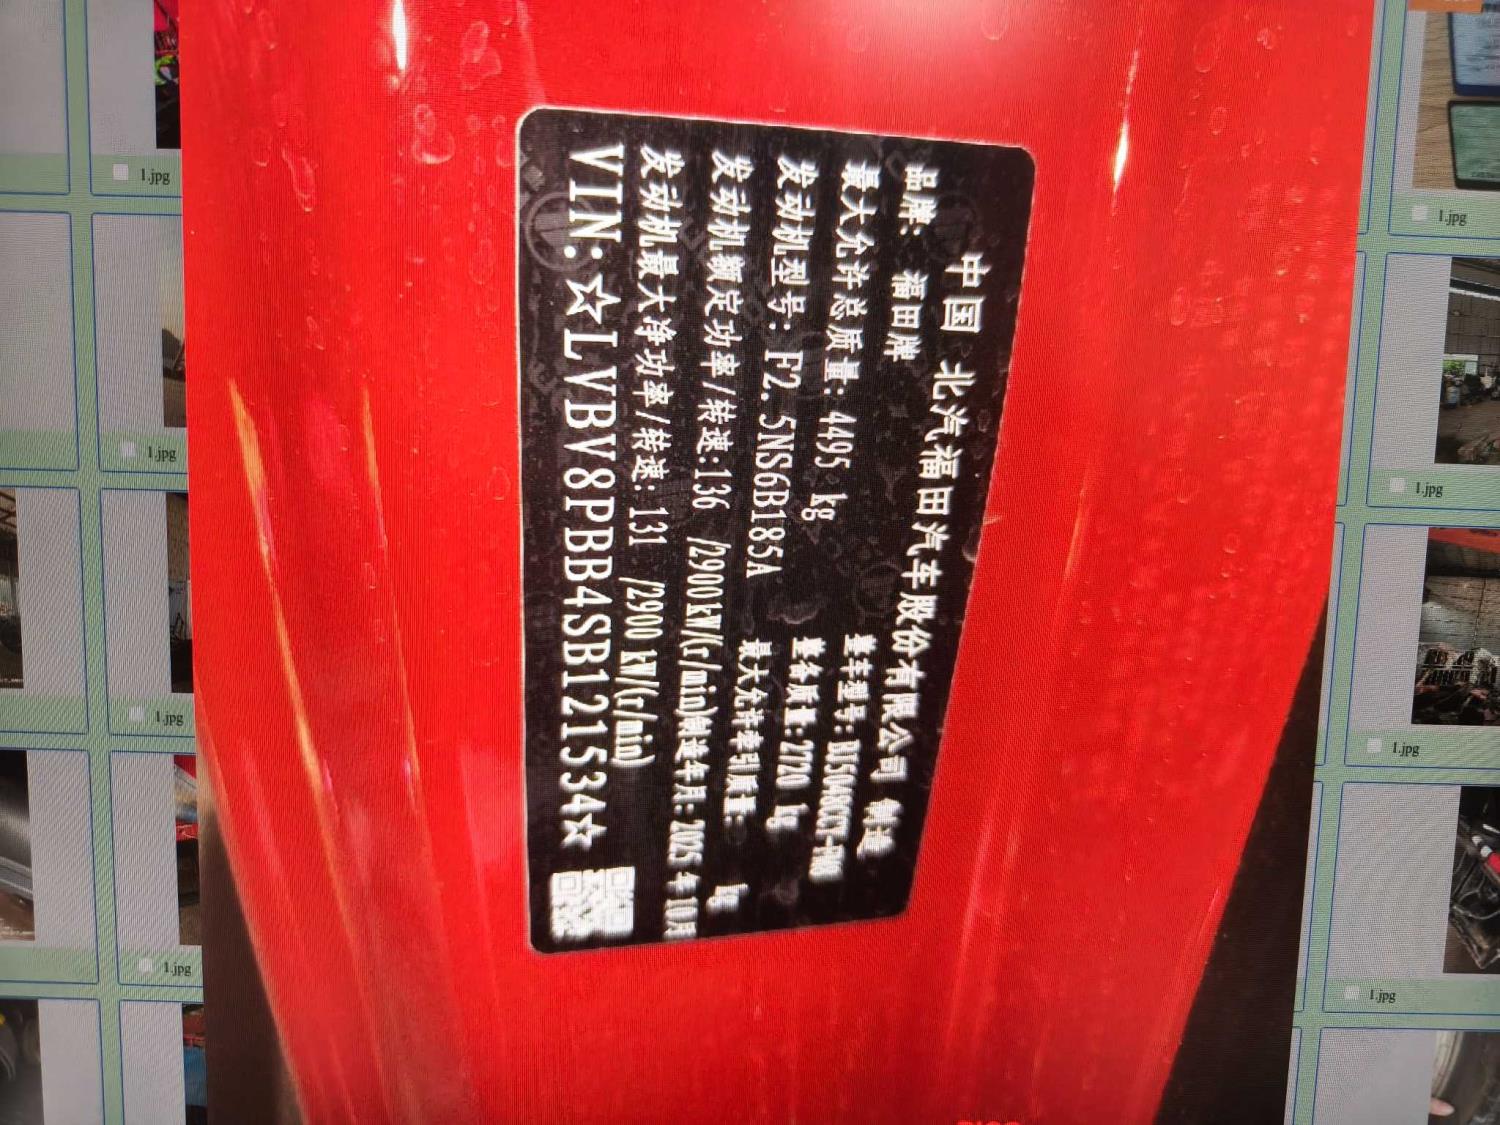 中国 北汽福田汽车股份有限公司 制造
品牌: 福田牌 整车型号:
最大允许总质量: 4495 kg 整备质量: 2720 kg
发动机型号: F2.5NS6B185A 最大允许牵引质量: kg
发动机额定功率/转速:136 /2900 kW/(r/min) 制造年月: 2025 年 10月
发动机最大净功率/转速: 131 /2900 kW/(r/min)
VIN:☆LVBV8PBB4SB121534☆
1.jpg
1.jpg
1.jpg
1.jpg
1.jpg
1.jpg
1.jpg
1.jpg